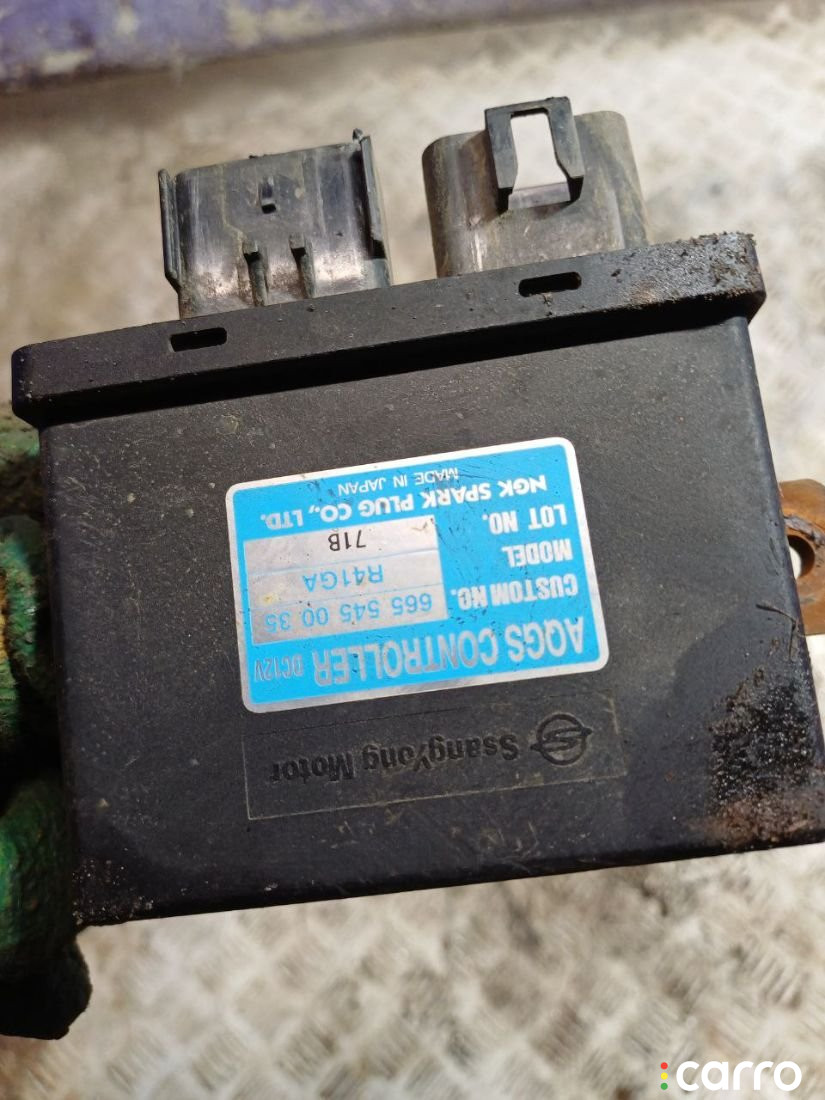 SsangYong Motor
AQGS CONTROLLER DC12V
CUSTOM NO. 665 545 00 35
MODEL R41GA
LOT NO. 71B
NGK SPARK PLUG CO., LTD.
MADE IN JAPAN
carro